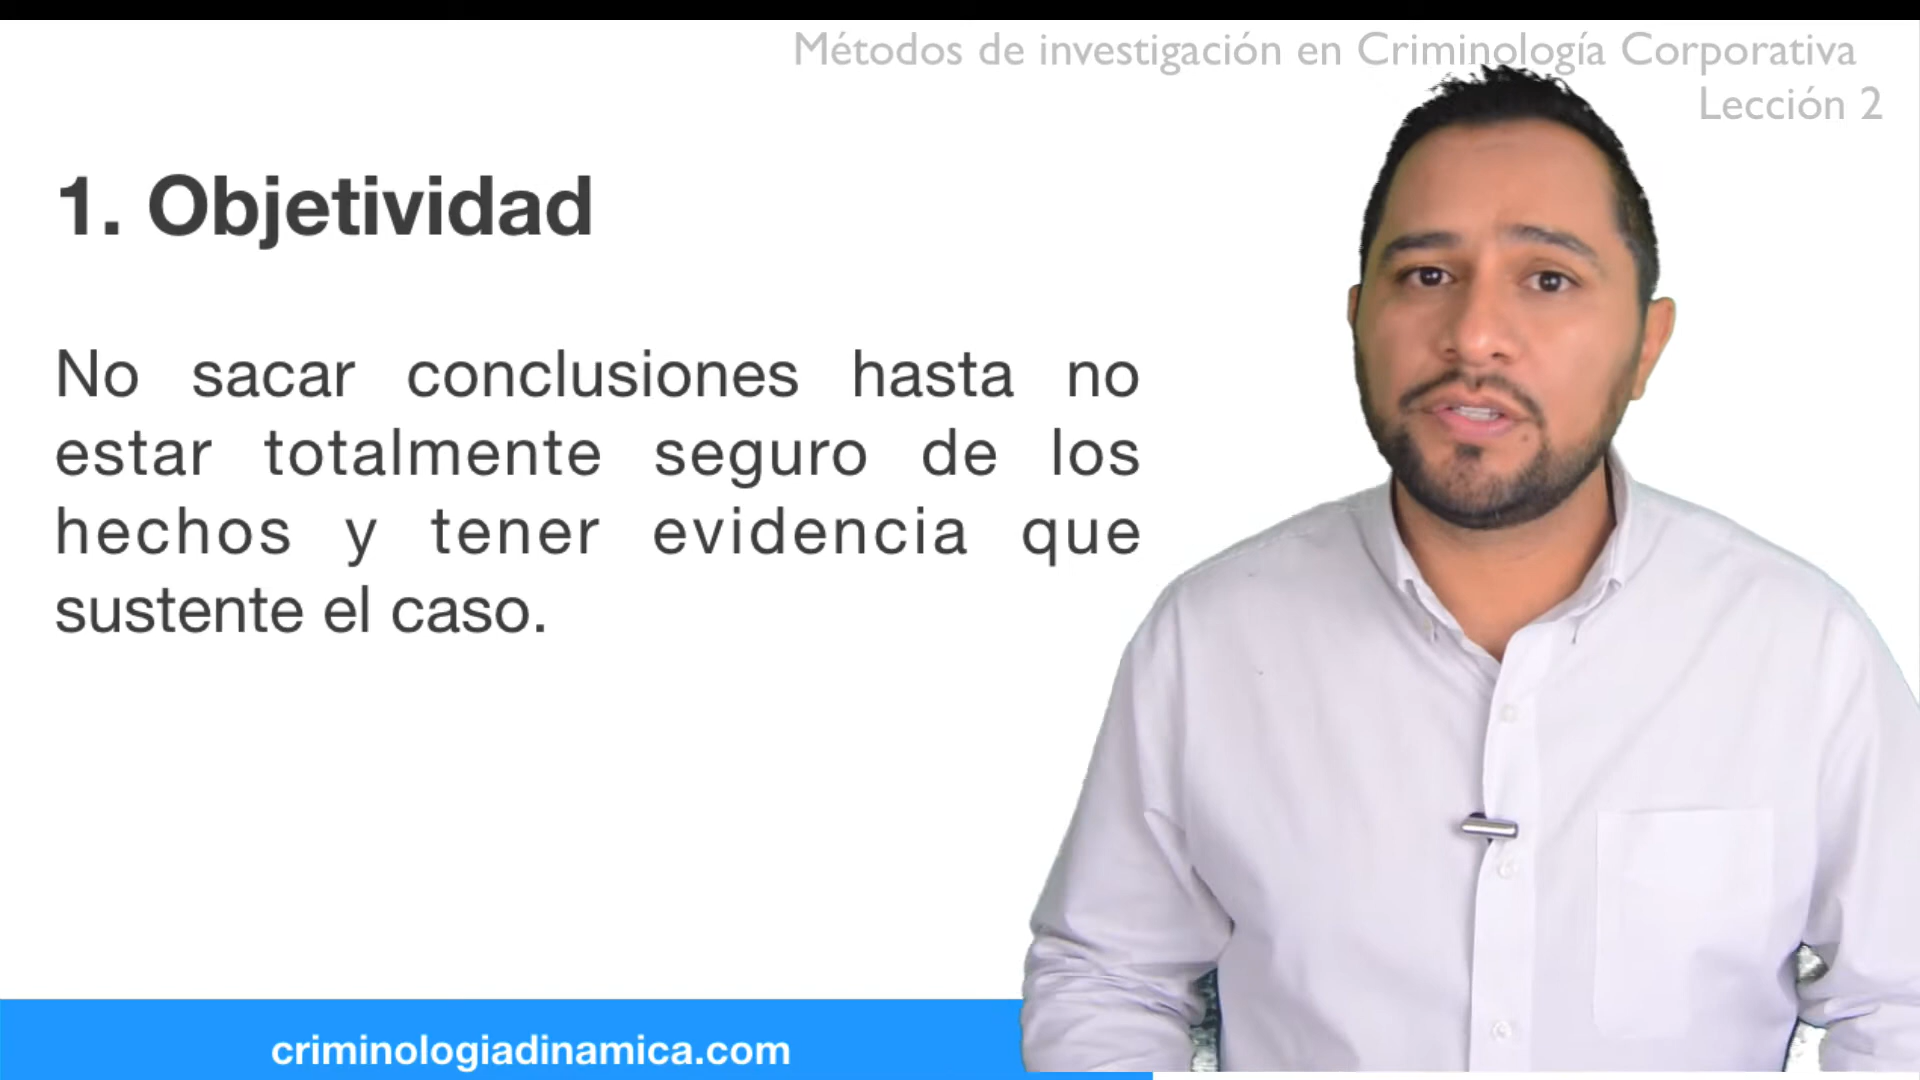 Métodos de investigación en Criminología Corporativa
Lección 2
1. Objetividad
No sacar conclusiones hasta no
estar totalmente seguro de los
hechos y tener evidencia que
sustente el caso.
criminologiadinamica.com